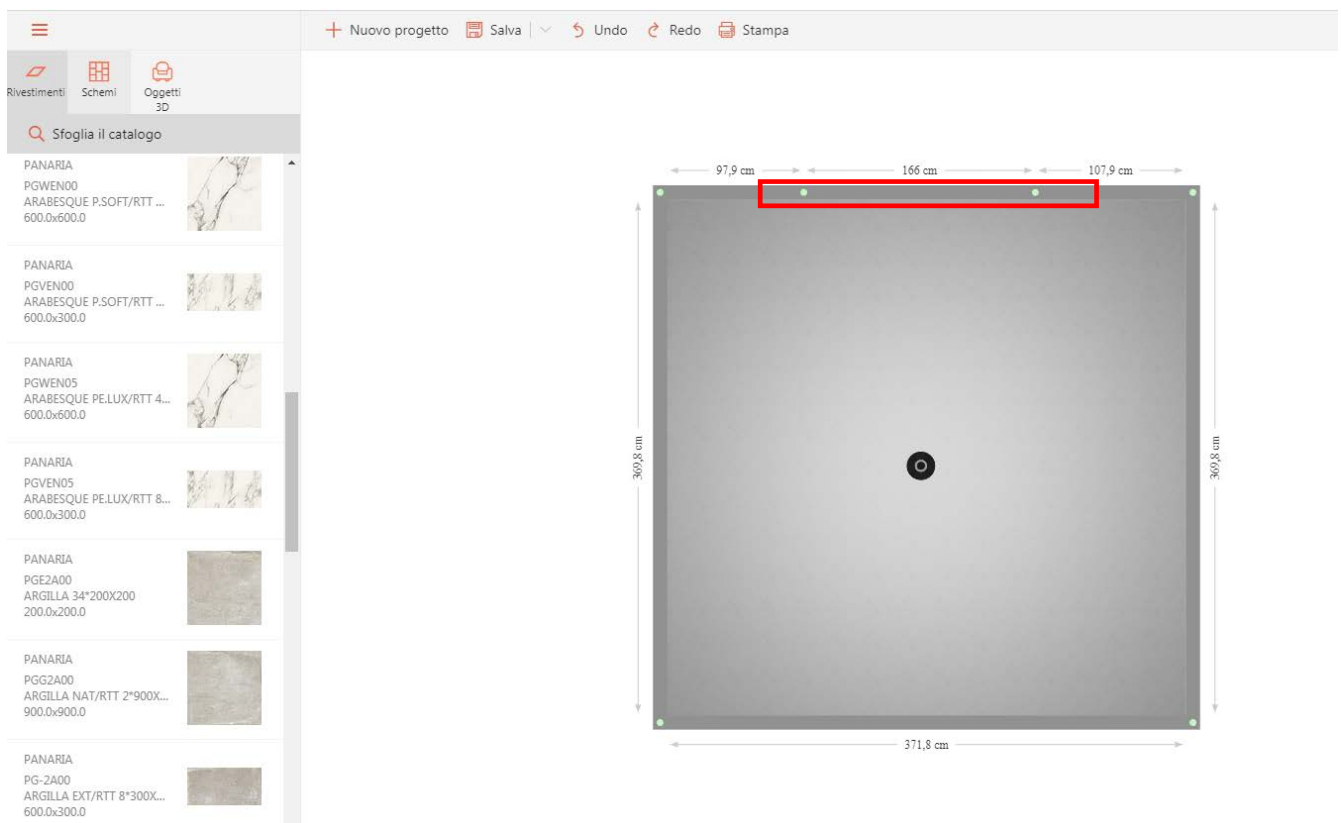 Nuovo progetto Salva Undo Redo Stampa
Rivestimenti Schemi Oggetti
3D
Sfoglia il catalogo
PANARIA
PGWEN00
ARABESQUE P.SOFT/RTT ...
600.0x600.0
PANARIA
PGVEN00
ARABESQUE P.SOFT/RTT ...
600.0x300.0
PANARIA
PGWEN05
ARABESQUE PE.LUX/RTT 4...
600.0x600.0
PANARIA
PGVEN05
ARABESQUE PE.LUX/RTT 8...
600.0x300.0
PANARIA
PGE2A00
ARGILLA 34*200X200
200.0x200.0
PANARIA
PGG2A00
ARGILLA NAT/RTT 2*900X...
900.0x900.0
PANARIA
PG-2A00
ARGILLA EXT/RTT 8*300X...
600.0x300.0
97,9 cm 166 cm 107,9 cm
369,8 cm
369,8 cm
371,8 cm